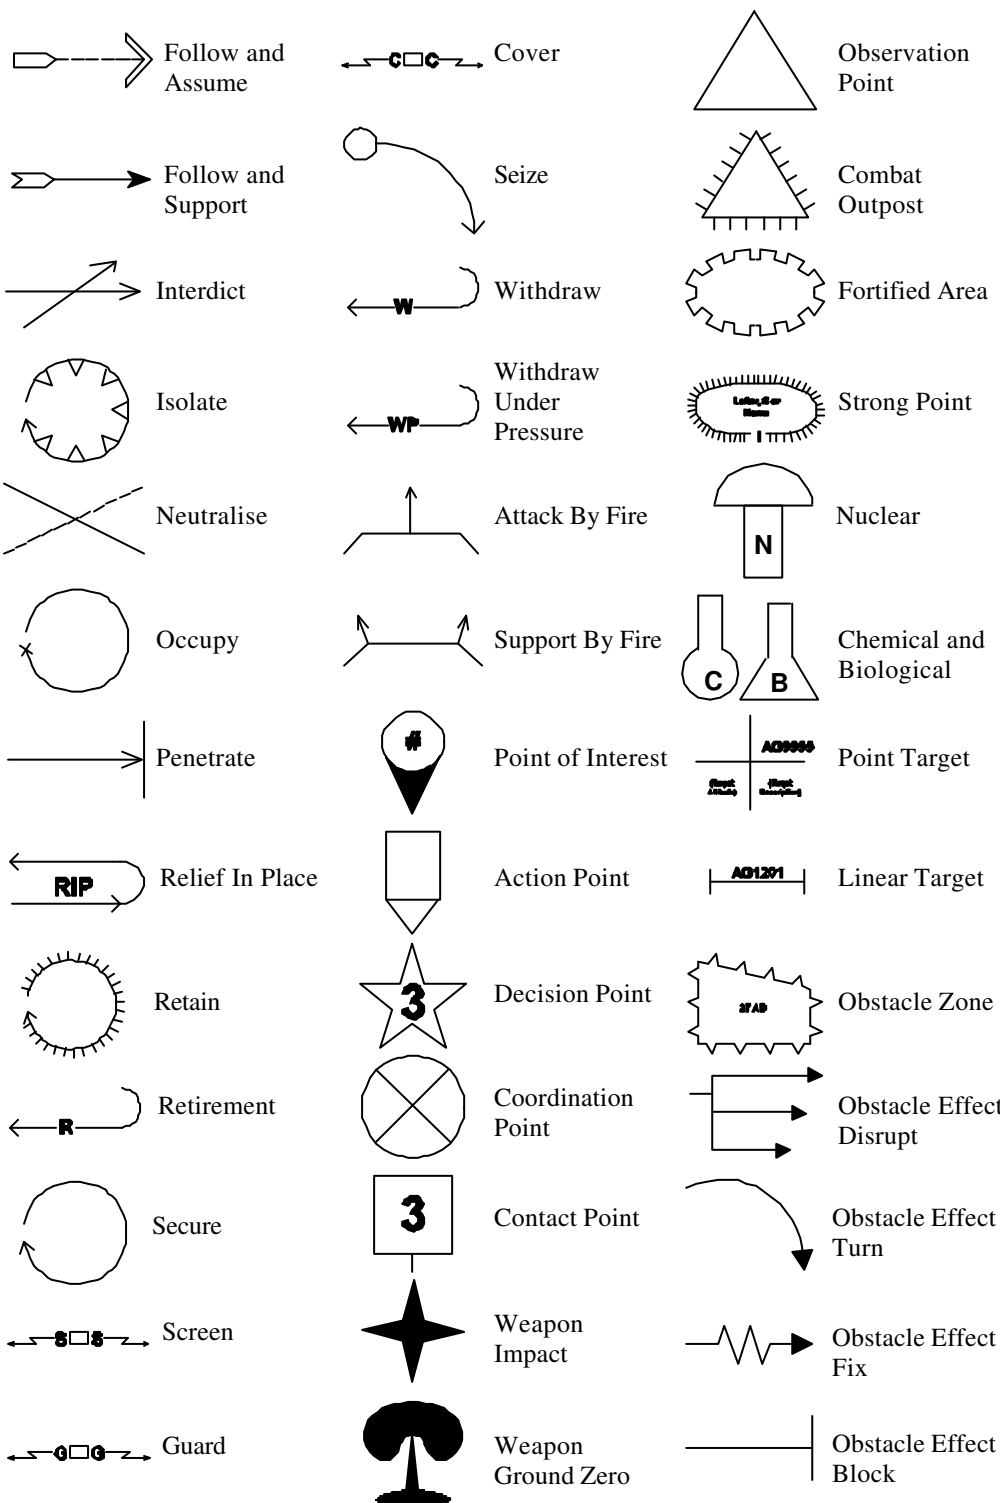 Follow and
Assume
C C
Cover
Observation
Point
Follow and
Support
Seize
Combat
Outpost
Interdict
W
Withdraw
Fortified Area
Isolate
WP
Withdraw
Under
Pressure
Strong Point
Neutralise
Attack By Fire
N
Nuclear
Occupy
Support By Fire
C
B
Chemical and
Biological
Penetrate
#
Point of Interest
Point Target
RIP
Relief In Place
Action Point
AG1201
Linear Target
Retain
3
Decision Point
Obstacle Zone
R
Retirement
Coordination
Point
Obstacle Effect
Disrupt
Secure
3
Contact Point
Obstacle Effect
Turn
S S
Screen
Weapon
Impact
Obstacle Effect
Fix
G G
Guard
Weapon
Ground Zero
Obstacle Effect
Block